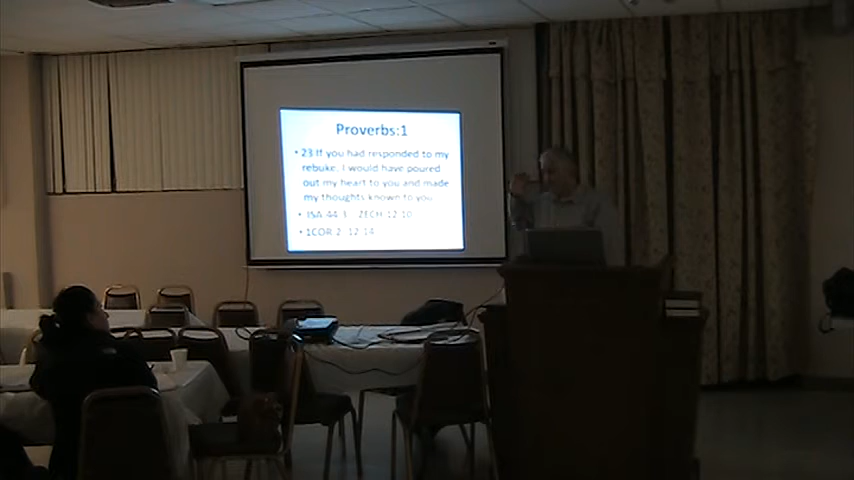 Proverbs:1
• 23 If you had responded to my
rebuke, I would have poured
out my heart to you and made
my thoughts known to you
• ISA 44:3 ZECH 12:10
• 1COR 2: 12-14